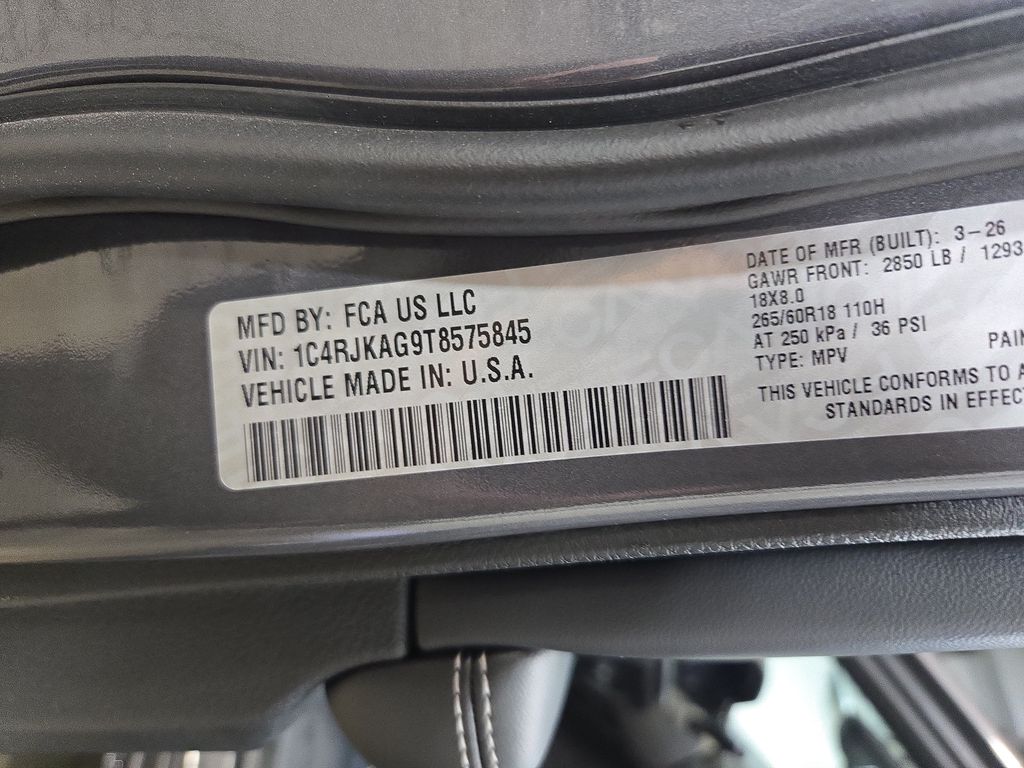 MFD BY: FCA US LLC
VIN: 1C4RJKAG9T8575845
VEHICLE MADE IN: U.S.A.
DATE OF MFR (BUILT): 3-26
GAWR FRONT: 2850 LB / 1293
18X8.0
265/60R18 110H
AT 250 kPa / 36 PSI
TYPE: MPV
PAIN
THIS VEHICLE CONFORMS TO A
STANDARDS IN EFFECT